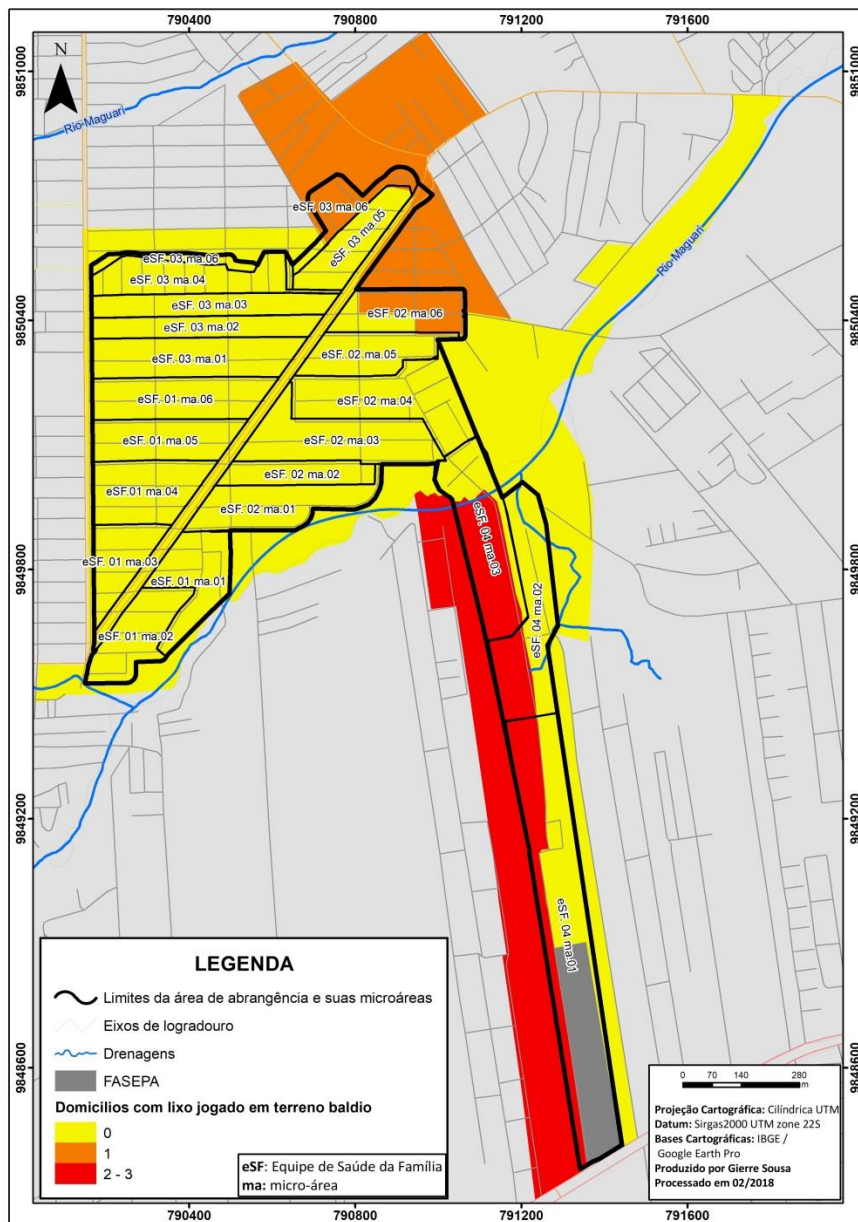 790400 790800 791200 791600
9851000
N
Rio-Maguari
eSF. 03 ma.06
eSF. 03 ma.05
Rio-Maguari
eSF. 03 ma.06
eSF. 03 ma.04
eSF. 03 ma.03
eSF. 02 ma.06
9850400
eSF. 03 ma.02
eSF. 03 ma.01
eSF. 02 ma.05
eSF. 01 ma.06
eSF. 02 ma.04
eSF. 01 ma.05
eSF. 02 ma.03
eSF. 02 ma.02
eSF.01 ma.04
eSF. 02 ma.01
eSF. 04 ma.03
eSF. 01 ma.03
eSF. 01 ma.01
9849800
eSF. 04 ma.02
eSF. 01 ma.02
9849200
eSF. 04 ma.01
9848600
LEGENDA
Limites da área de abrangência e suas microáreas
Eixos de logradouro
Drenagens
FASEPA
Domicilios com lixo jogado em terreno baldio
0
1
2 - 3
eSF: Equipe de Saúde da Família
ma: micro-área
0 70 140 280
m
Projeção Cartográfica: Cilíndrica UTM
Datum: Sirgas2000 UTM zone 22S
Bases Cartográficas: IBGE /
Google Earth Pro
Produzido por Gierre Sousa
Processado em 02/2018
9851000
9850400
9849800
9849200
9848600
790400 790800 791200 791600